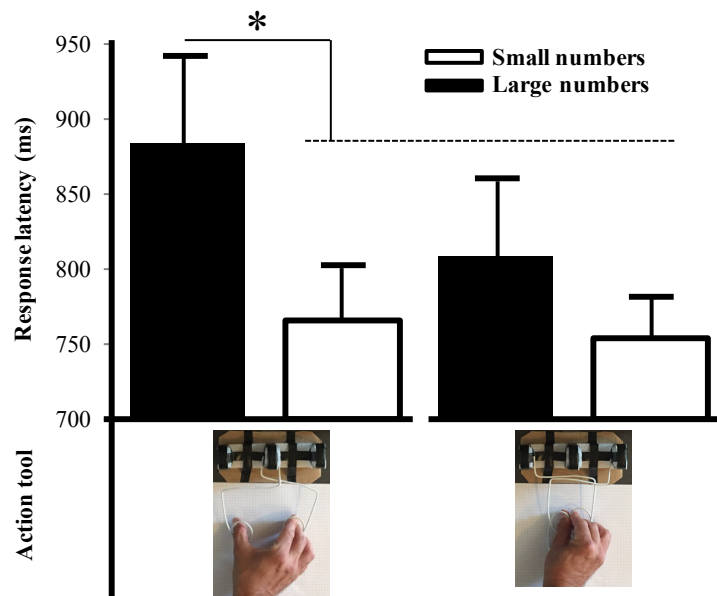 *
950
900
850
800
750
700
Response latency (ms)
Small numbers
Large numbers
Action tool